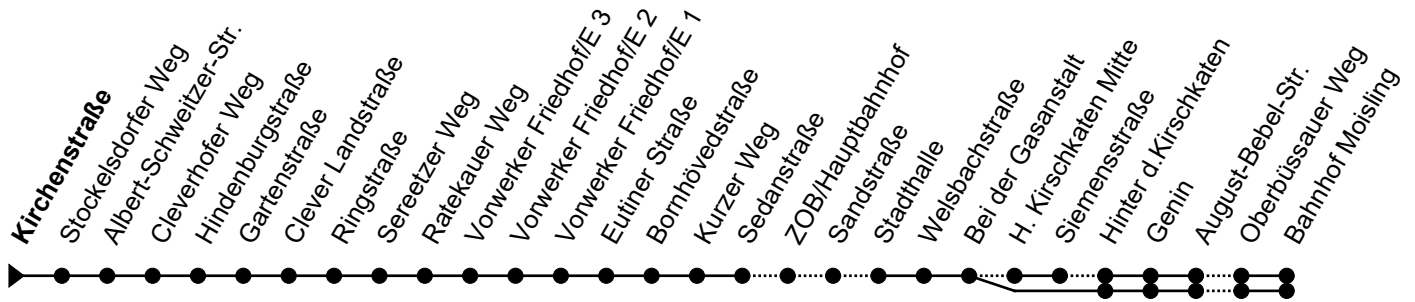 Kirchenstraße
Stockelsdorfer Weg
Albert-Schweitzer-Str.
Cleverhofer Weg
Hindenburgstraße
Gartenstraße
Clever Landstraße
Ringstraße
Sereetzer Weg
Ratekauer Weg
Vorwerker Friedhof/E 3
Vorwerker Friedhof/E 2
Vorwerker Friedhof/E 1
Eutiner Straße
Bornhövedstraße
Kurzer Weg
Sedanstraße
ZOB/Hauptbahnhof
Sandstraße
Stadthalle
Welsbachstraße
Bei der Gasanstalt
H. Kirschkaten Mitte
Siemensstraße
Hinter d.Kirschkaten
Genin
August-Bebel-Str.
Oberbüssauer Weg
Bahnhof Moisling